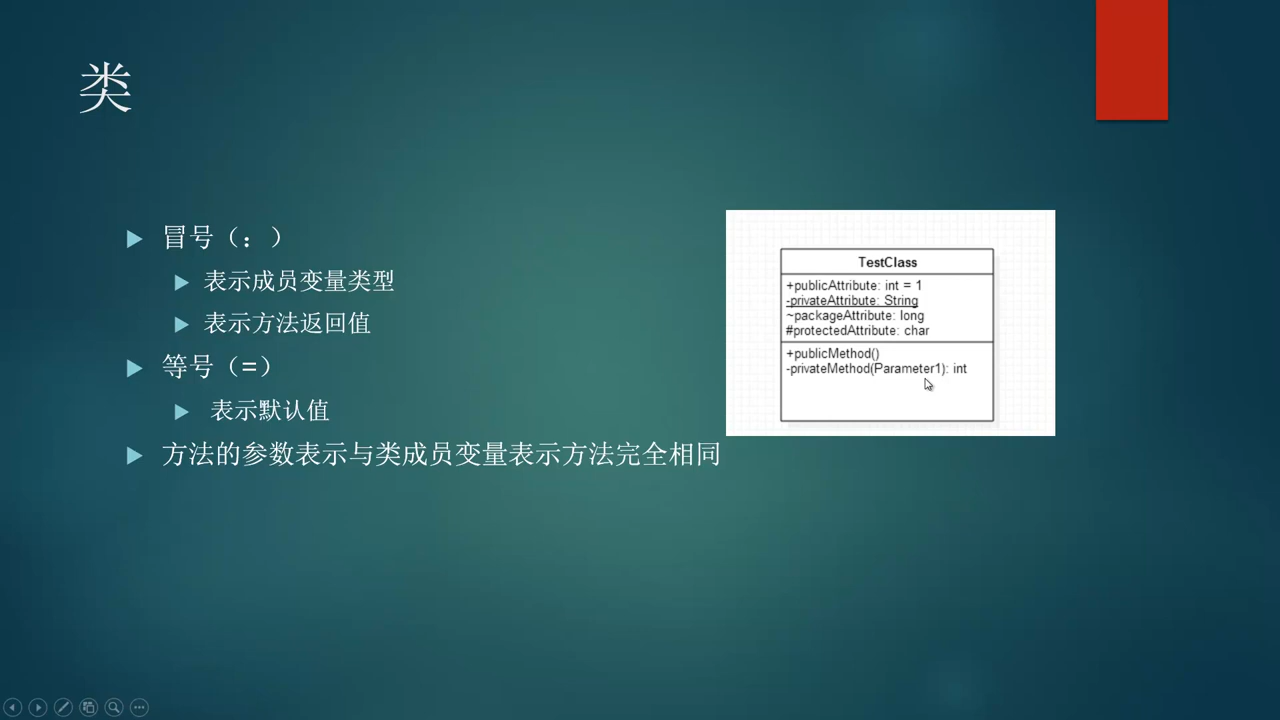 类
冒号（：）
表示成员变量类型
表示方法返回值
等号（=）
表示默认值
方法的参数表示与类成员变量表示方法完全相同
TestClass
+publicAttribute: int = 1
-privateAttribute: String
~packageAttribute: long
#protectedAttribute: char
+publicMethod()
-privateMethod(Parameter1): int